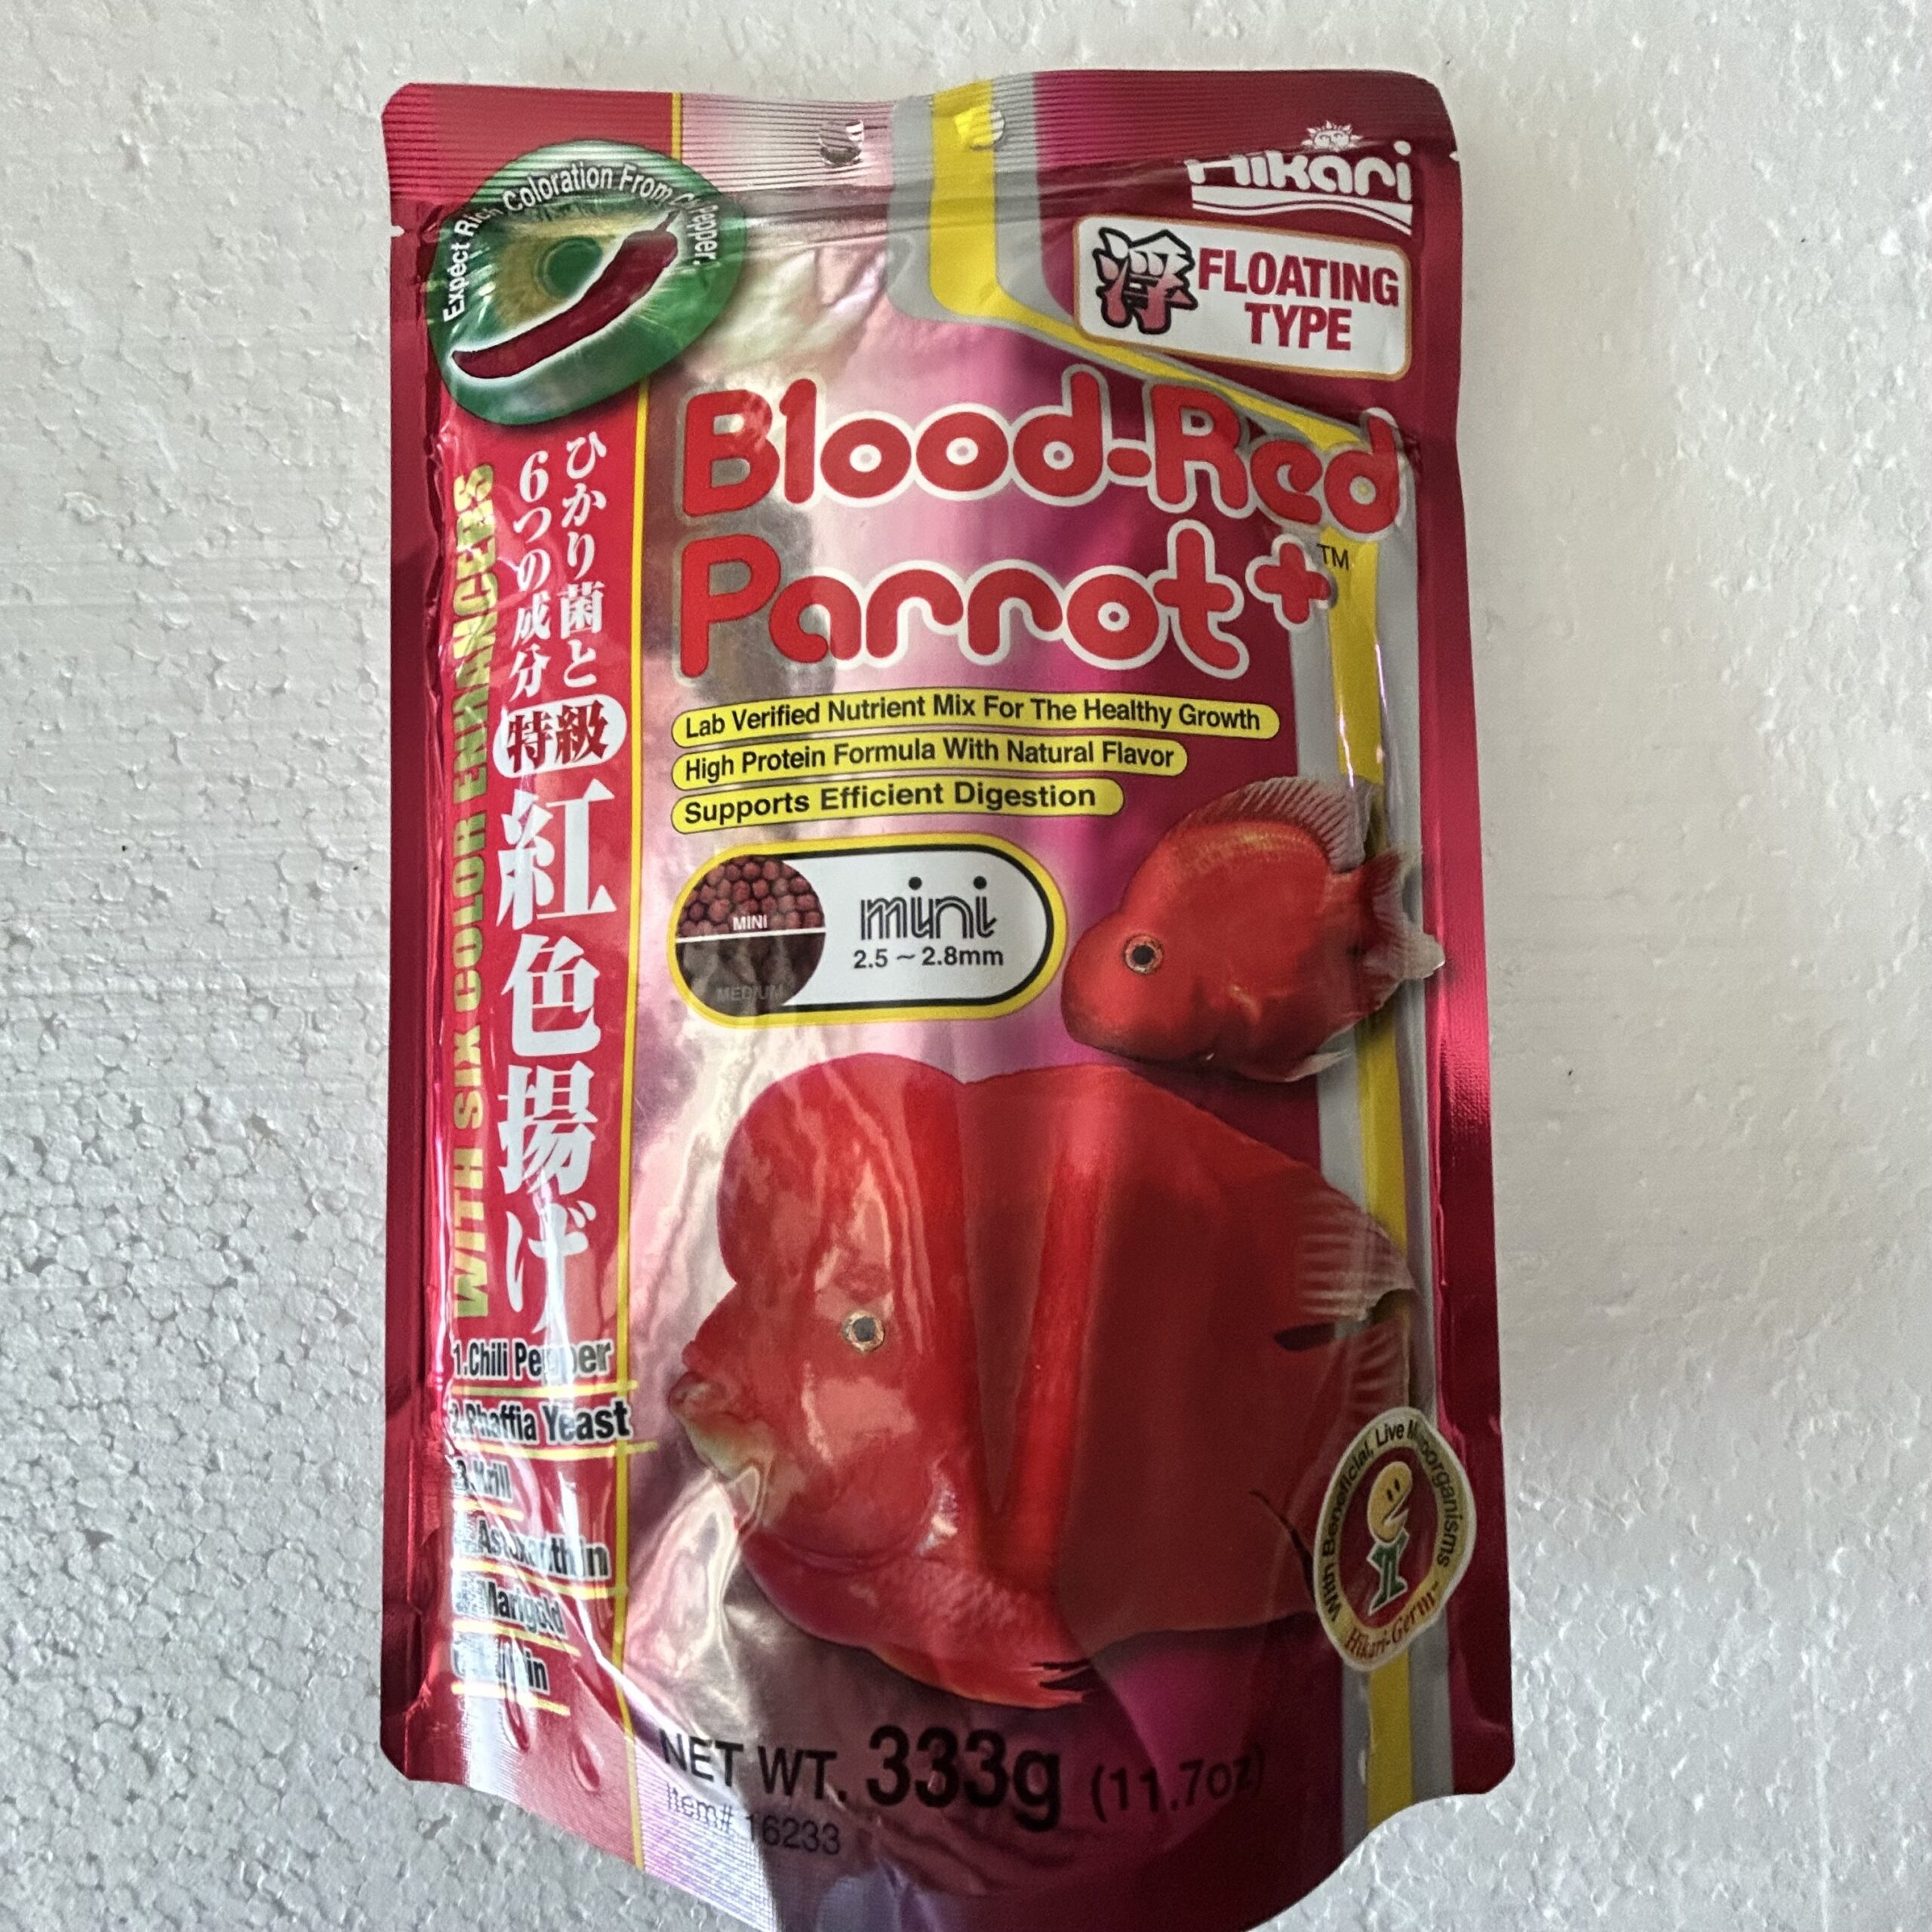 Hikari
浮 FLOATING
TYPE
Expect Rich Coloration From Pepper
Blood-Red
Parrot+™
ひかり菌と
6つの成分
特級
紅色揚げ
WITH SIX COLOR ENHANCERS
Lab Verified Nutrient Mix For The Healthy Growth
High Protein Formula With Natural Flavor
Supports Efficient Digestion
MINI
MEDIUM
mini
2.5 ~ 2.8mm
1.Chili Pepper
2.Phaffia Yeast
3.Krill
Astaxanthin
Marigold
With Beneficial, Live Microorganisms
Hikari-Germ™
NET WT. 333g (11.7oz)
Item# 16233